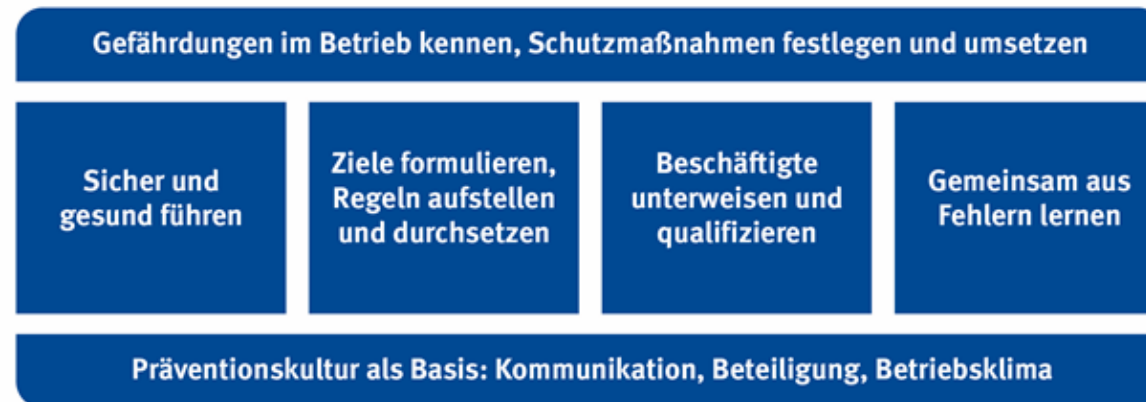 Gefährdungen im Betrieb kennen, Schutzmaßnahmen festlegen und umsetzen
Sicher und
gesund führen
Ziele formulieren,
Regeln aufstellen
und durchsetzen
Beschäftigte
unterweisen und
qualifizieren
Gemeinsam aus
Fehlern lernen
Präventionskultur als Basis: Kommunikation, Beteiligung, Betriebsklima